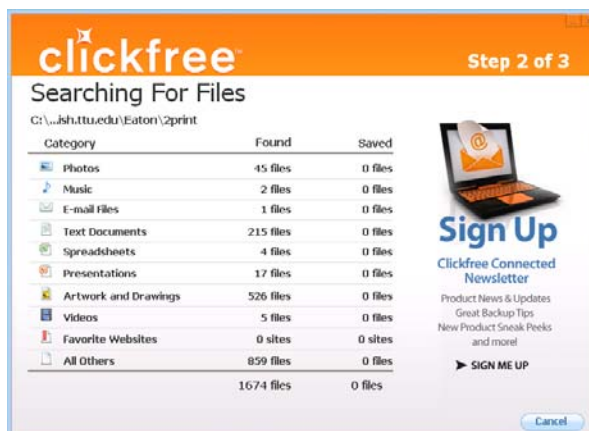 clickfree™
Step 2 of 3
Searching For Files
C:\...ish.ttu.edu\Eaton\2print
Category Found Saved
Photos 45 files 0 files
Music 2 files 0 files
E-mail Files 1 files 0 files
Text Documents 215 files 0 files
Spreadsheets 4 files 0 files
Presentations 17 files 0 files
Artwork and Drawings 526 files 0 files
Videos 5 files 0 files
Favorite Websites 0 sites 0 sites
All Others 859 files 0 files
1674 files 0 files
@
Sign Up
Clickfree Connected
Newsletter
Product News & Updates
Great Backup Tips
New Product Sneak Peeks
and more!
➤ SIGN ME UP
Cancel